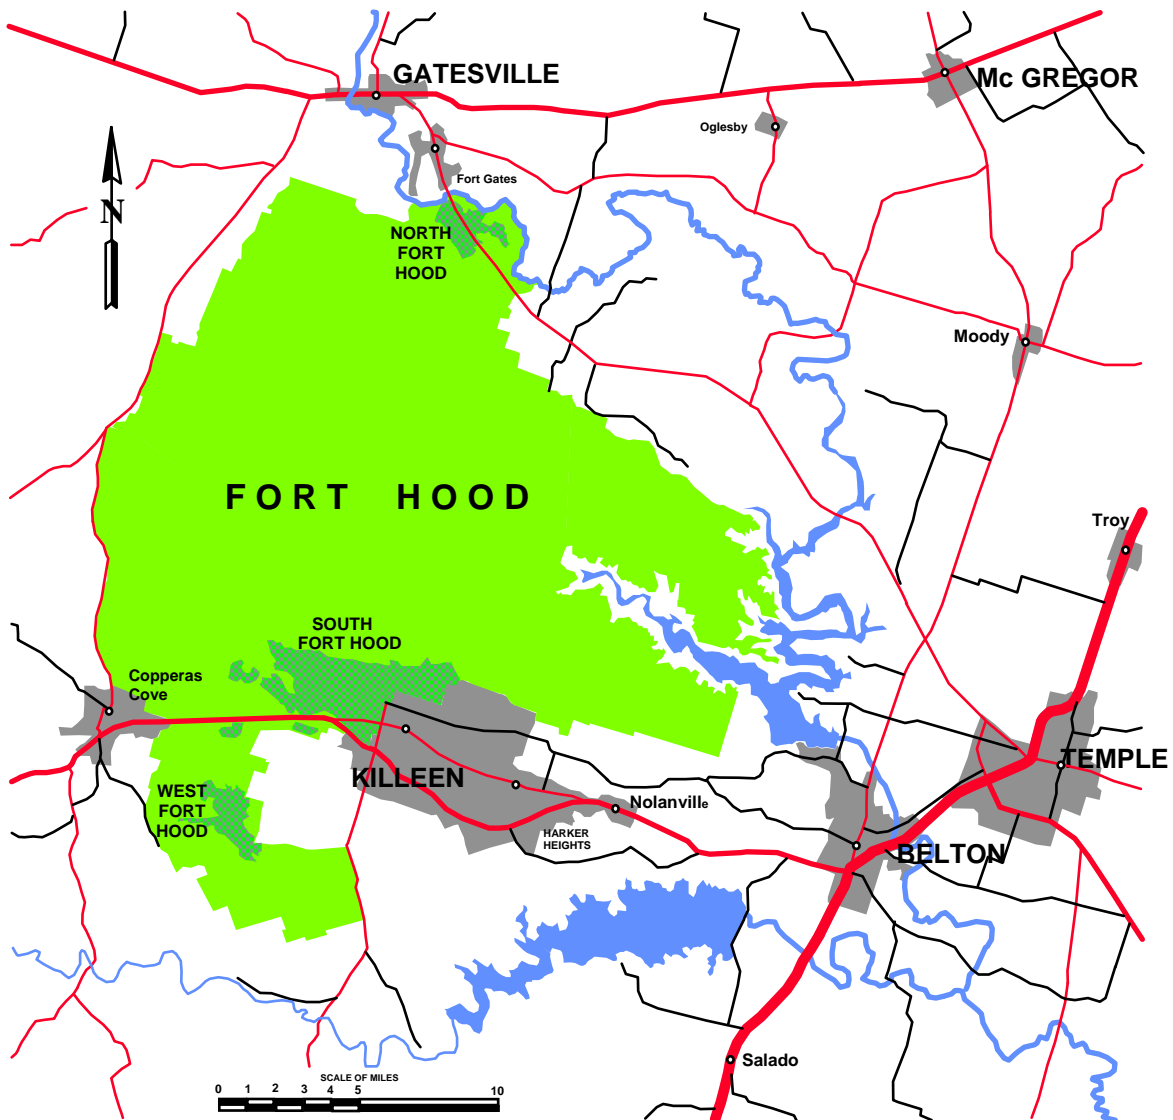 GATESVILLE
Mc GREGOR
Oglesby
Fort Gates
N
NORTH
FORT
HOOD
Moody
FORT HOOD
Troy
SOUTH
FORT HOOD
Copperas
Cove
TEMPLE
KILLEEN
WEST
FORT
HOOD
Nolanville
HARKER
HEIGHTS
BELTON
Salado
SCALE OF MILES
0 1 2 3 4 5 10